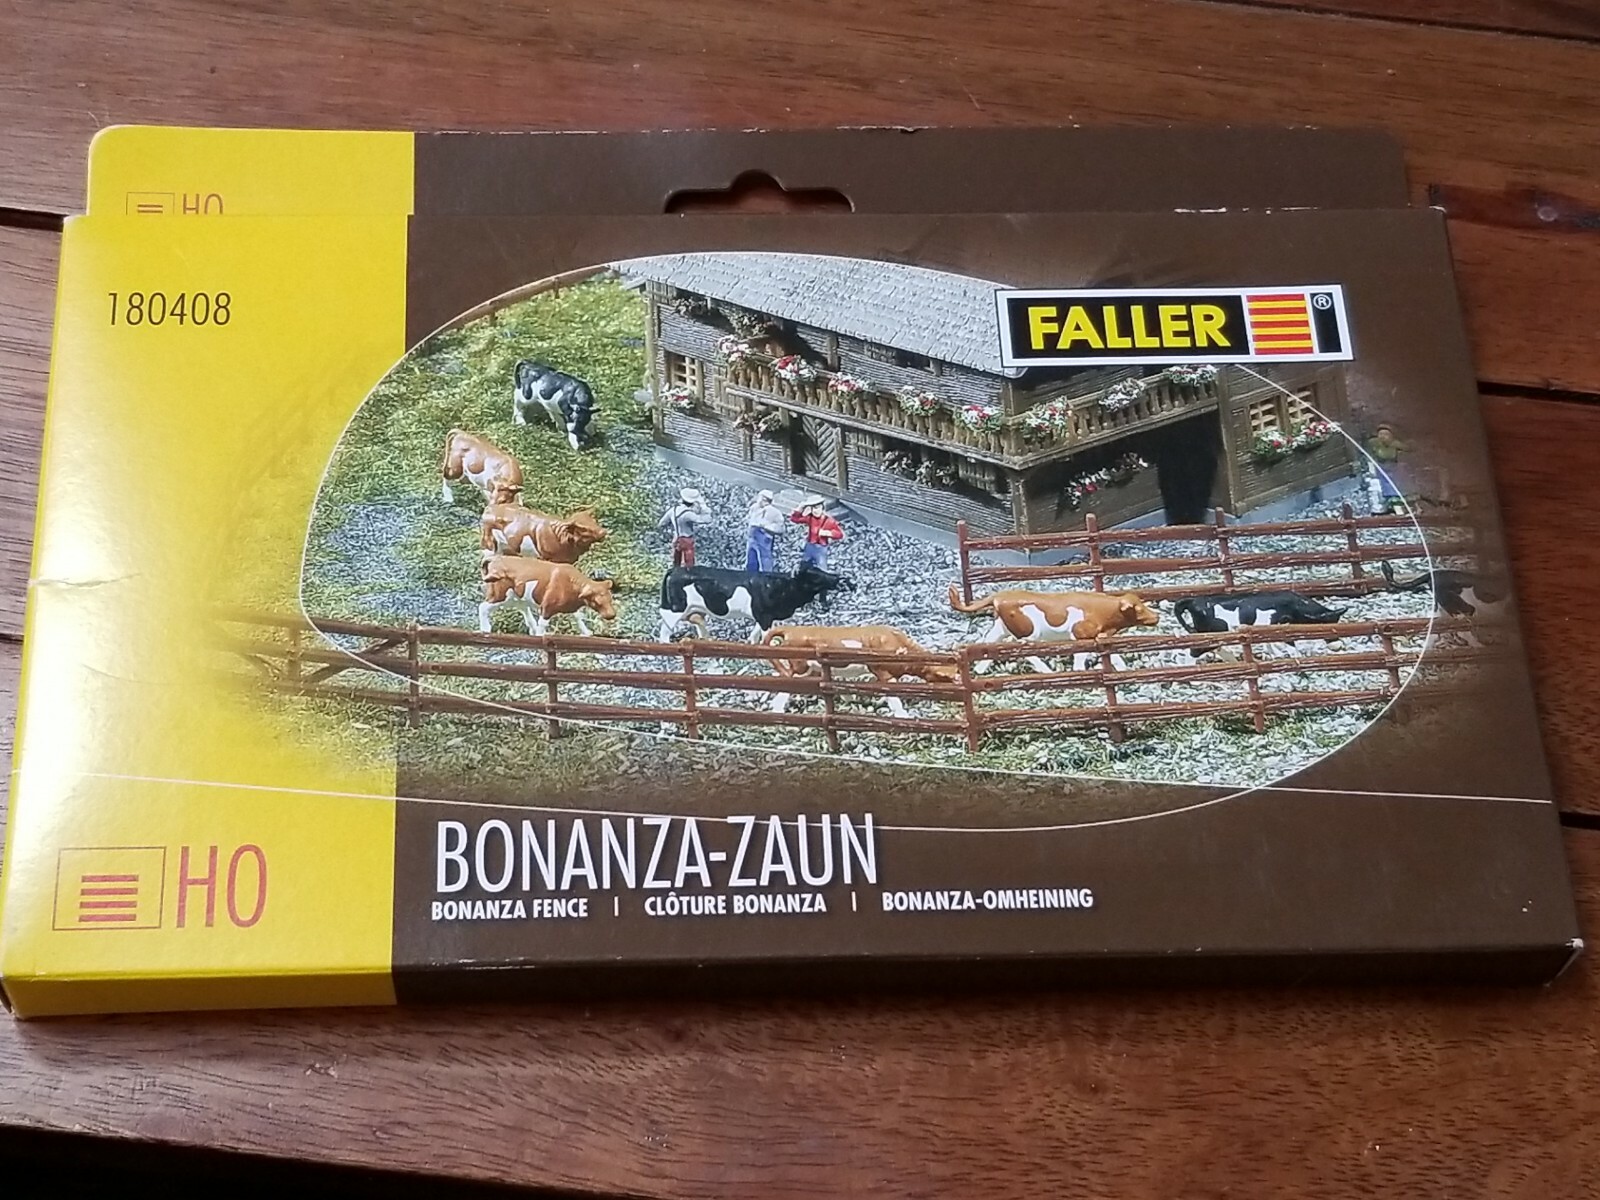 HO
180408
FALLER ®
HO
BONANZA-ZAUN
BONANZA FENCE | CLÔTURE BONANZA | BONANZA-OMHEINING